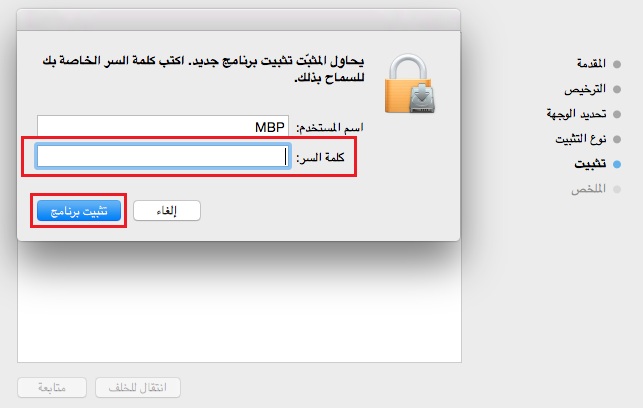 يحاول المثبّت تثبيت برنامج جديد. اكتب كلمة السر الخاصة بك
للسماح بذلك.
اسم المستخدم: MBP
كلمة السر:
إلغاء
تثبيت برنامج
المقدمة
الترخيص
تحديد الوجهة
نوع التثبيت
تثبيت
الملخص
انتقال للخلف
متابعة